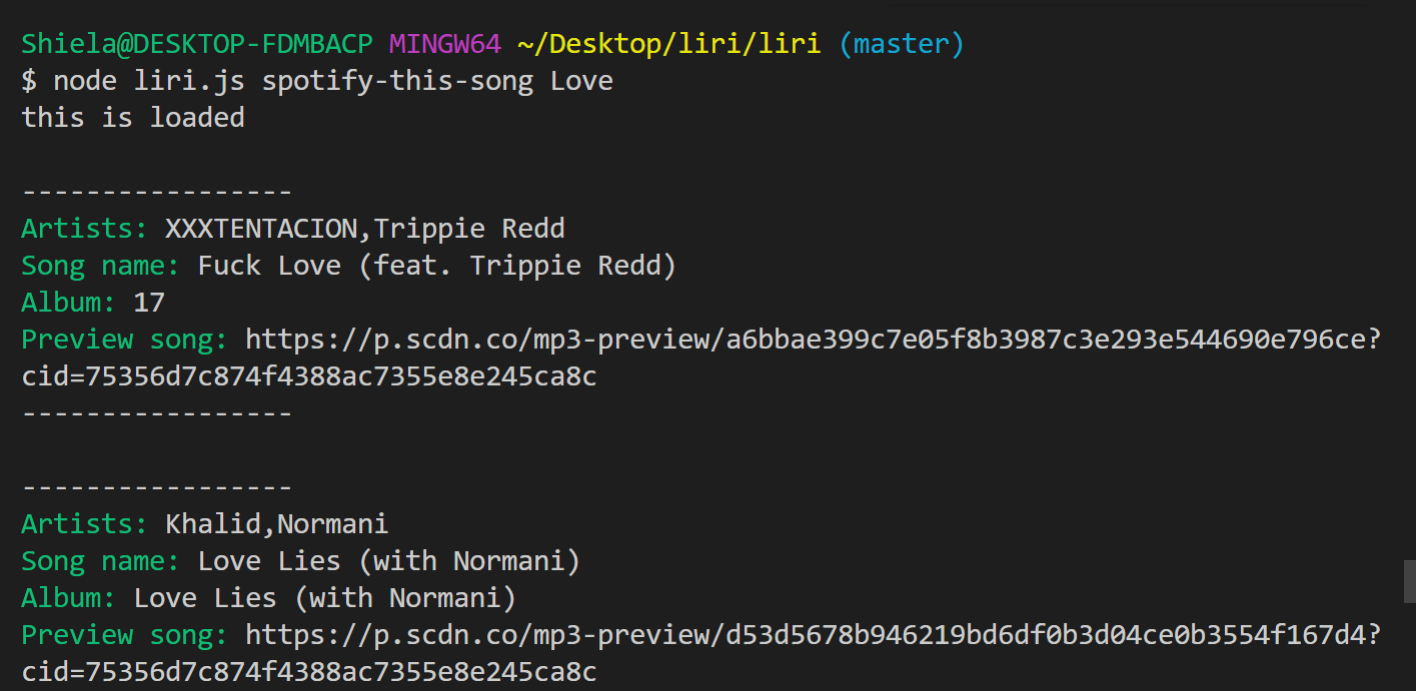 Shiela@DESKTOP-FDMBACP MINGW64 ~/Desktop/liri/liri (master)
$ node liri.js spotify-this-song Love
this is loaded
-----------------
Artists: XXXTENTACION,Trippie Redd
Song name: Fuck Love (feat. Trippie Redd)
Album: 17
Preview song: https://p.scdn.co/mp3-preview/a6bbae399c7e05f8b3987c3e293e544690e796ce?
cid=75356d7c874f4388ac7355e8e245ca8c
-----------------
-----------------
Artists: Khalid,Normani
Song name: Love Lies (with Normani)
Album: Love Lies (with Normani)
Preview song: https://p.scdn.co/mp3-preview/d53d5678b946219bd6df0b3d04ce0b3554f167d4?
cid=75356d7c874f4388ac7355e8e245ca8c